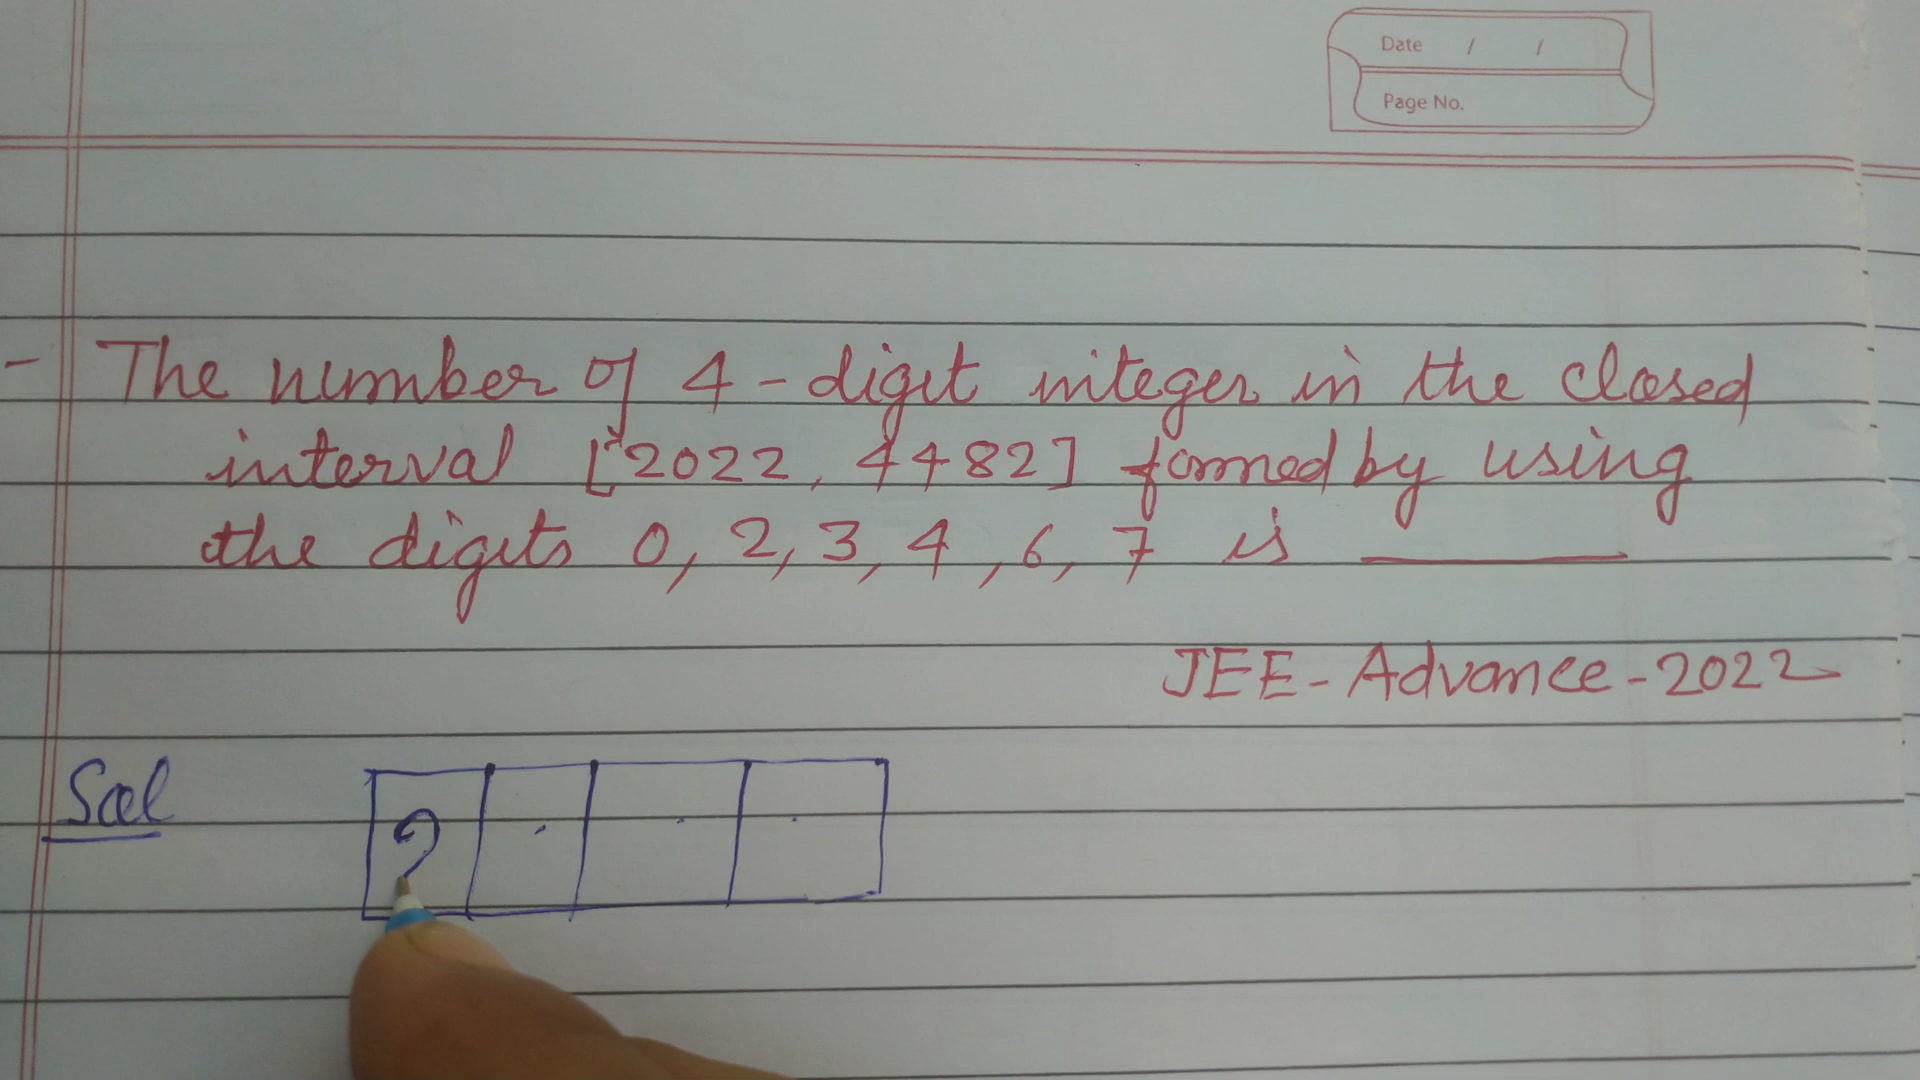 Date / /
Page No.
- The number of 4-digit integer in the closed
interval [2022, 4482] formed by using
the digits 0, 2, 3, 4, 6, 7 is ______
JEE-Advance-2022
Sol
2 . . .